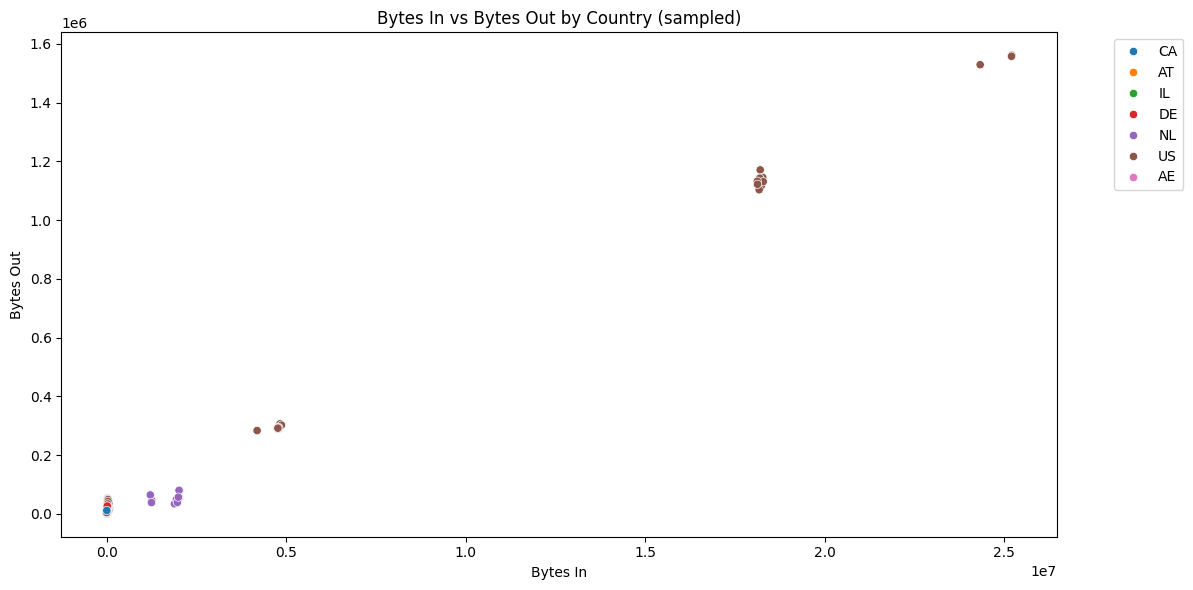 Bytes In vs Bytes Out by Country (sampled)
1e6
1.6
1.4
1.2
1.0
0.8
0.6
0.4
0.2
0.0
Bytes Out
0.0
0.5
1.0
1.5
2.0
2.5
1e7
Bytes In
CA
AT
IL
DE
NL
US
AE